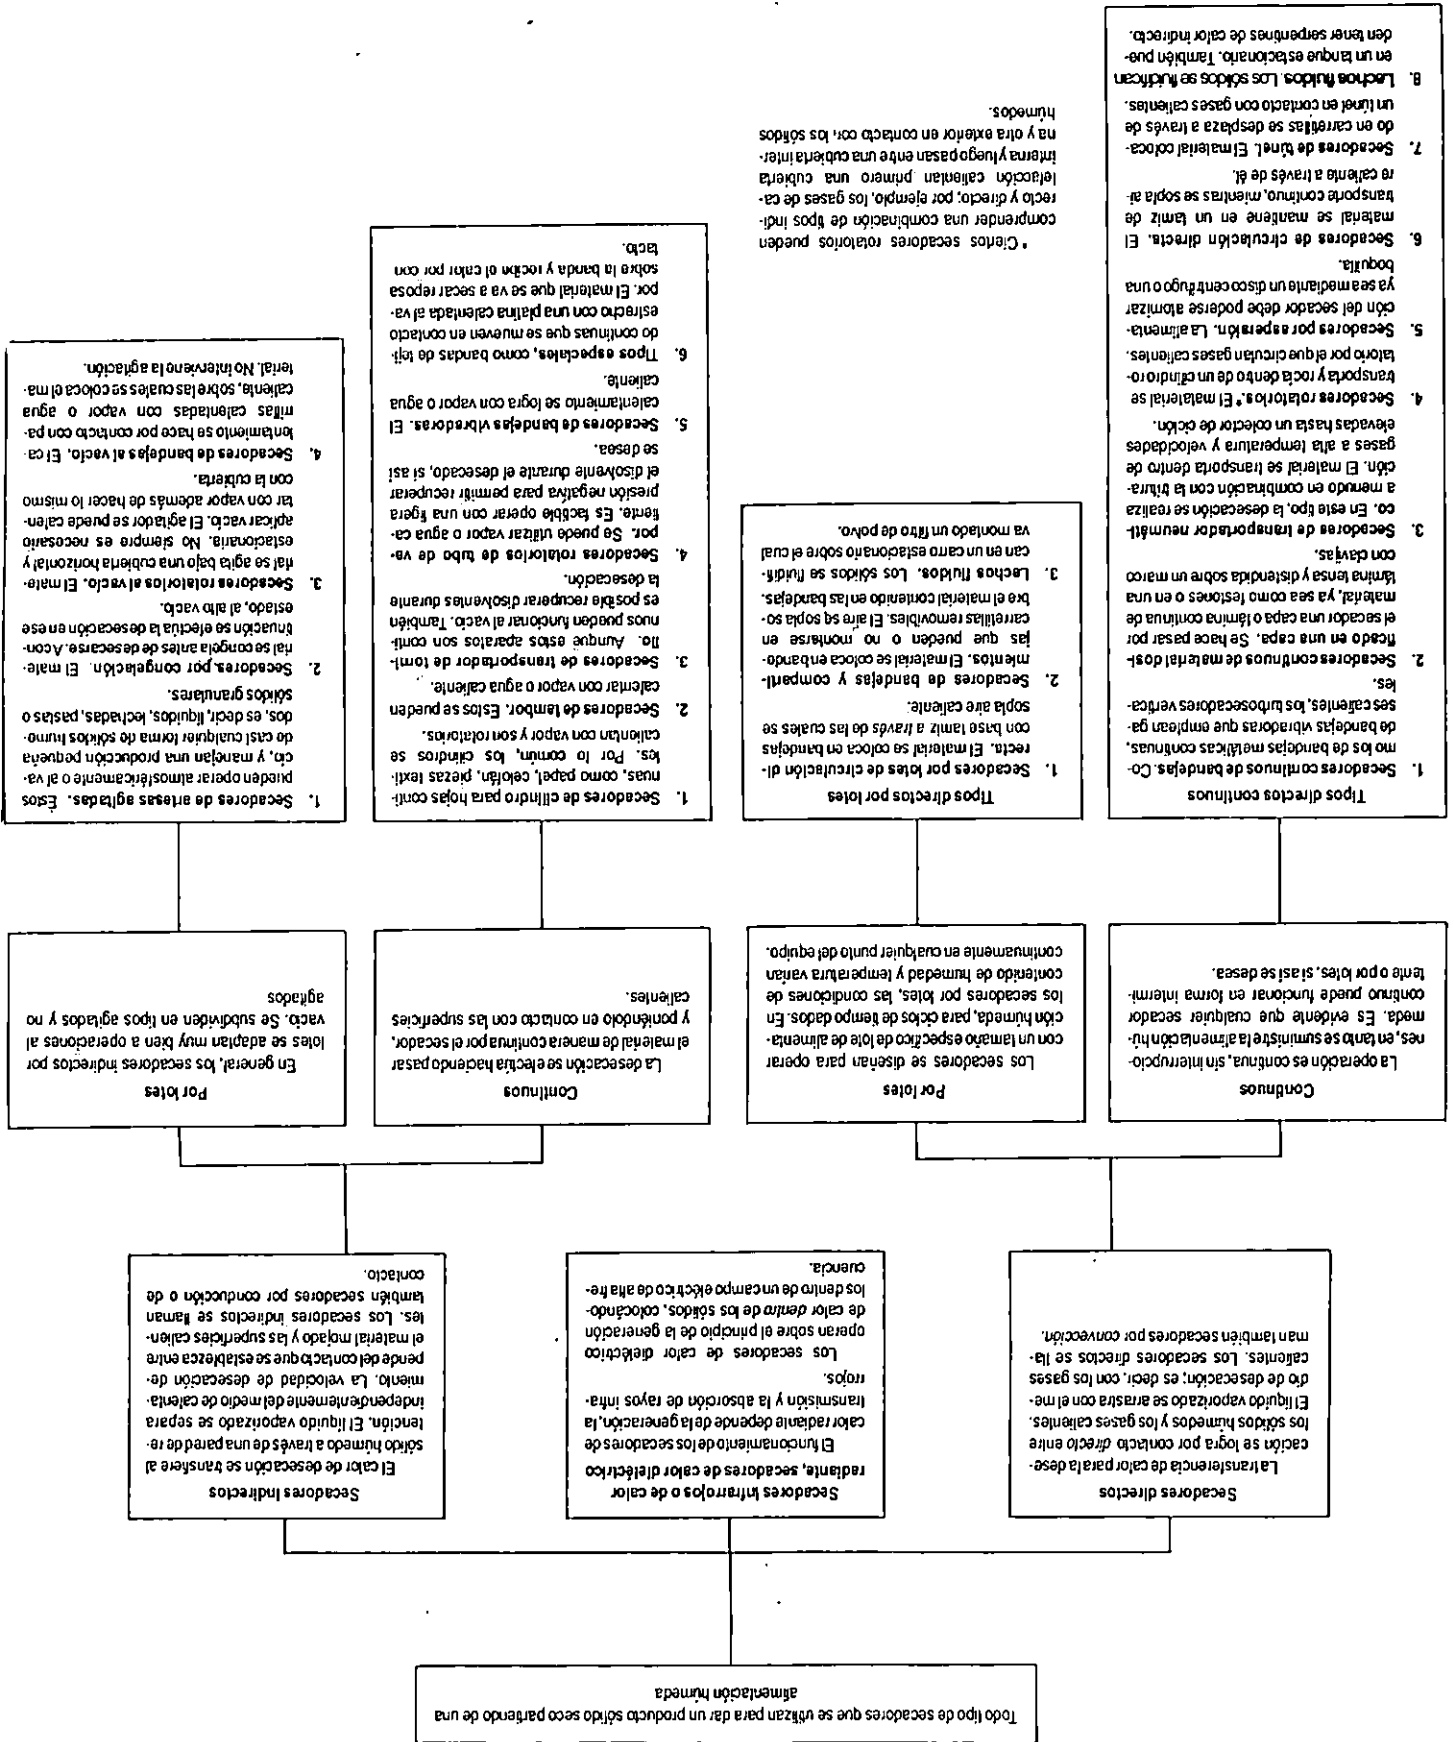 Todo tipo de secadores que se utilizan para dar un producto sólido seco partiendo de una
alimentación húmeda
Secadores directos
La transferencia de calor para la dese-
cación se logra por contacto directo entre
los sólidos húmedos y los gases calientes.
El líquido vaporizado se arrastra con el me-
dio de desecación; es decir, con los gases
calientes. Los secadores directos se lla-
man también secadores por convección.
Secadores infrarrojos o de calor
radiante, secadores de calor dieléctrico
El funcionamiento de los secadores de
calor radiante depende de la generación, la
transmisión y la absorción de rayos infra-
rrojos.
Los secadores de calor dieléctrico
operan sobre el principio de la generación
de calor dentro de los sólidos, colocándo-
los dentro de un campo eléctrico de alta fre-
cuencia.
Secadores Indirectos
El calor de desecación se transfiere al
sólido húmedo a través de una pared de re-
tención. El líquido vaporizado se separa
independientemente del medio de calenta-
miento. La velocidad de desecación de-
pende del contacto que se establezca entre
el material mojado y las superficies calien-
tes. Los secadores indirectos se llaman
también secadores por conducción o de
contacto.
Continuos
La operación es continua, sin interrupcio-
nes, en tanto se suministre la alimentación hú-
meda. Es evidente que cualquier secador
continuo puede funcionar en forma intermi-
tente o por lotes, si así se desea.
Por lotes
Los secadores se diseñan para operar
con un tamaño específico de lote de alimenta-
ción húmeda, para ciclos de tiempo dados. En
los secadores por lotes, las condiciones de
contenido de humedad y temperatura varían
continuamente en cualquier punto del equipo.
Continuos
La desecación se efectúa haciendo pasar
el material de manera continua por el secador,
y poniéndolo en contacto con las superficies
calientes.
Por lotes
En general, los secadores indirectos por
lotes se adaptan muy bien a operaciones al
vacío. Se subdividen en tipos agitados y no
agitados
Tipos directos continuos
1. Secadores continuos de bandejas. Co-
mo los de bandejas metálicas continuas,
de bandejas vibradoras que emplean ga-
ses calientes, los turbosecadores vertica-
les.
2. Secadores continuos de material dosi-
ficado en una capa. Se hace pasar por
el secador una capa o lámina continua de
material, ya sea como festones o en una
lámina tensa y distendida sobre un marco
con clavijas.
3. Secadores de transportador neumáti-
co. En este tipo, la desecación se realiza
a menudo en combinación con la tritura-
ción. El material se transporta dentro de
gases a alta temperatura y velocidades
elevadas hasta un colector de ciclón.
4. Secadores rotatorios.* El mataterial se
transporta y rocía dentro de un cilindro ro-
tatorio por el que circulan gases calientes.
5. Secadores por aspersión. La alimenta-
ción del secador debe poderse atomizar
ya sea mediante un disco centrífugo o una
boquilla.
6. Secadores de circulación directa. El
material se mantiene en un tamiz de
transporte continuo, mientras se sopla ai-
re caliente a través de él.
7. Secadores de túnel. El material coloca-
do en carretillas se desplaza a través de
un túnel en contacto con gases calientes.
8. Lechos fluidos. Los sólidos se fluidifican
en un tanque estacionario. También pue-
den tener serpentines de calor indirecto.
Tipos directos por lotes
1. Secadores por lotes de circulación di-
recta. El material se coloca en bandejas
con base tamiz a través de las cuales se
sopla aire caliente.
2. Secadores de bandejas y comparti-
mientos. El material se coloca en bande-
jas que pueden o no montarse en
carretillas removibles. El aire se sopla so-
bre el material contenido en las bandejas.
3. Lechos fluidos. Los sólidos se fluidifi-
can en un carro estacionario sobre el cual
va montado un filtro de polvo.
* Ciertos secadores rotatorios pueden
comprender una combinación de tipos indi-
recto y directo; por ejemplo, los gases de ca-
lefacción calientan primero una cubierta
interna y luego pasan entre una cubierta inter-
na y otra exterior en contacto con, los sólidos
húmedos.
1. Secadores de cilindro para hojas conti-
nuas, como papel, celofán, piezas texti-
les. Por lo común, los cilindros se
calientan con vapor y son rotatorios.
2. Secadores de tambor. Estos se pueden
calentar con vapor o agua caliente.
3. Secadores de transportador de torni-
llo. Aunque estos aparatos son conti-
nuos pueden funcionar al vacío. También
es posible recuperar disolventes durante
la desecación.
4. Secadores rotatorios de tubo de va-
por. Se puede utilizar vapor o agua ca-
liente. Es factible operar con una ligera
presión negativa para permitir recuperar
el disolvente durante el desecado, si así
se desea.
5. Secadores de bandejas vibradoras. El
calentamiento se logra con vapor o agua
caliente.
6. Tipos especiales, como bandas de teji-
do continuas que se mueven en contacto
estrecho con una platina calentada al va-
por. El material que se va a secar reposa
sobre la banda y recibe el calor por con
tacto.
1. Secadores de artesas agitadas. Éstos
pueden operar atmosféricamente o al va-
cío, y manejan una producción pequeña
de casi cualquier forma de sólidos húme-
dos, es decir, líquidos, lechadas, pastas o
sólidos granulares.
2. Secadores por congelación. El mate-
rial se congela antes de desecarse. A con-
tinuación se efectúa la desecación en ese
estado, al alto vacío.
3. Secadores rotatorios al vacío. El mate-
rial se agita bajo una cubierta horizontal y
estacionaria. No siempre es necesario
aplicar vacío. El agitador se puede calen-
tar con vapor además de hacer lo mismo
con la cubierta.
4. Secadores de bandejas al vacío. El ca-
lentamiento se hace por contacto con pa-
rrillas calentadas con vapor o agua
caliente, sobre las cuales se coloca el ma-
terial. No interviene la agitación.